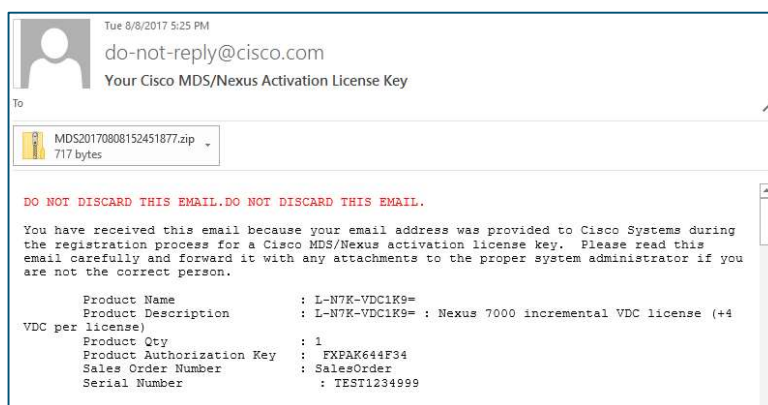 Tue 8/8/2017 5:25 PM
do-not-reply@cisco.com
Your Cisco MDS/Nexus Activation License Key
To
MDS20170808152451877.zip
717 bytes
DO NOT DISCARD THIS EMAIL.DO NOT DISCARD THIS EMAIL.
You have received this email because your email address was provided to Cisco Systems during
the registration process for a Cisco MDS/Nexus activation license key.  Please read this
email carefully and forward it with any attachments to the proper system administrator if you
are not the correct person.
Product Name : L-N7K-VDC1K9=
Product Description : L-N7K-VDC1K9= : Nexus 7000 incremental VDC license (+4
VDC per license)
Product Qty : 1
Product Authorization Key : FXPAK644F34
Sales Order Number : SalesOrder
Serial Number : TEST1234999